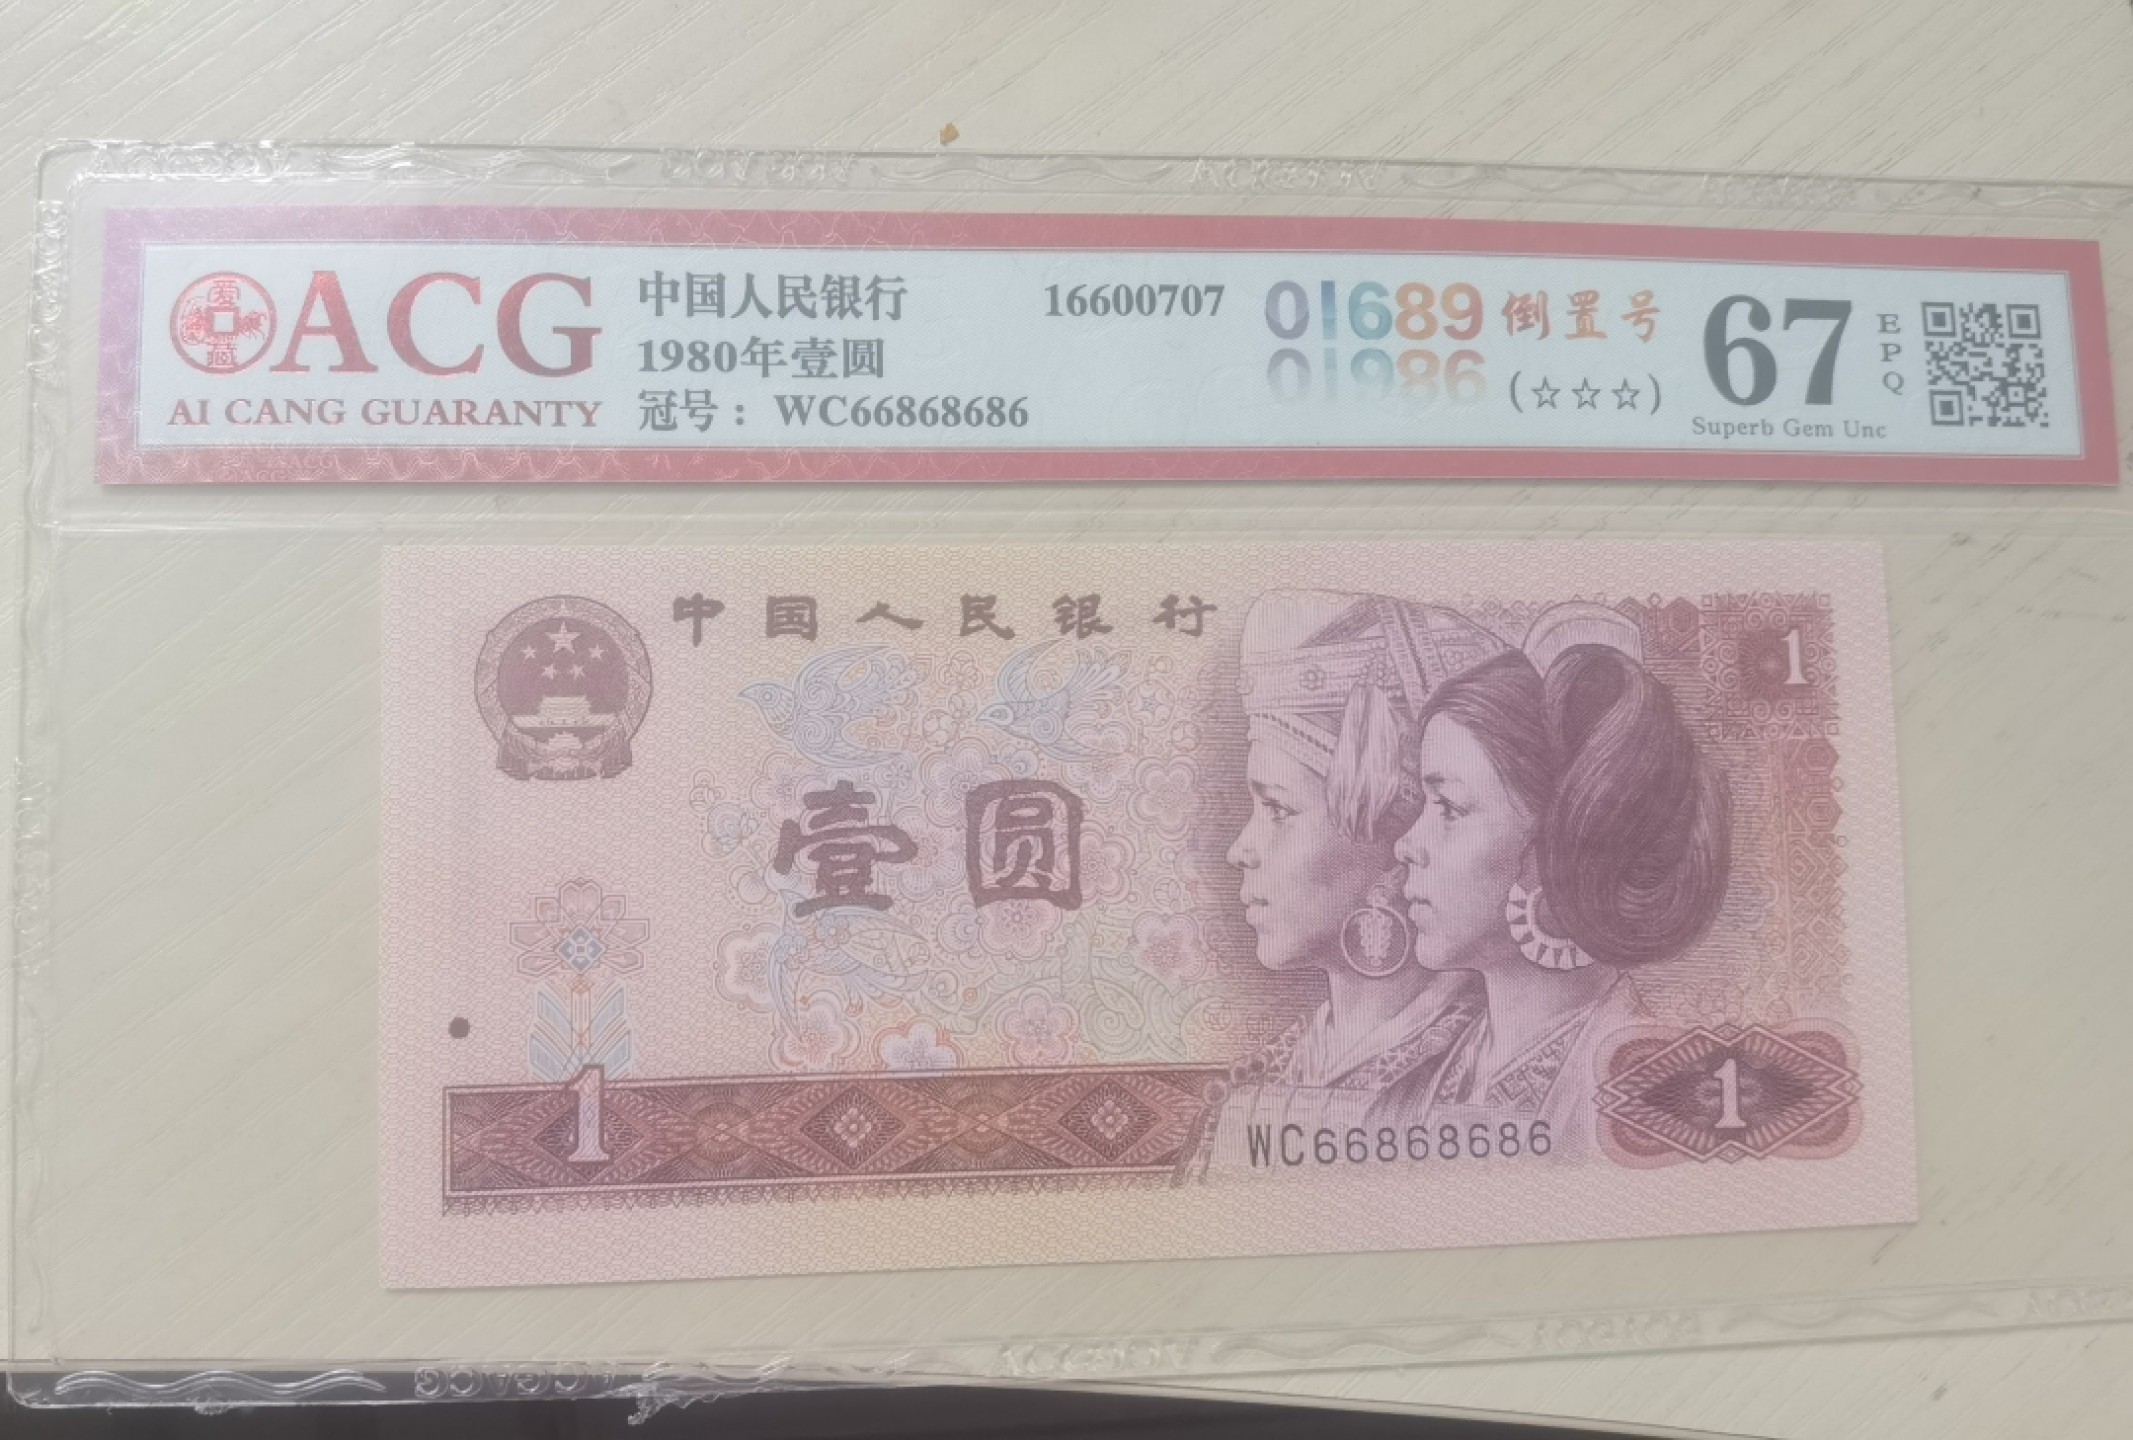 ACG
AI CANG GUARANTY
中国人民银行
1980年壹圆
冠号：WC66868686
16600707
01689 倒置号
(☆☆☆)
67
EPQ
Superb Gem Unc
中国人民银行
1
壹圆
1
1
WC66868686